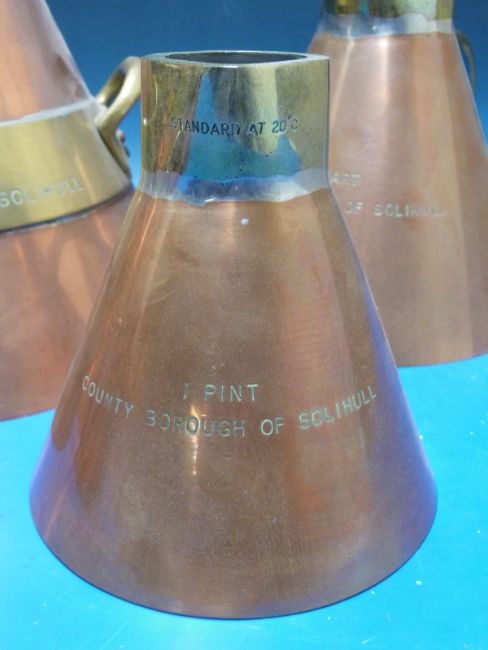 STANDARD AT 20°C
SOLIHULL
OF SOLIHULL
1 PINT
COUNTY BOROUGH OF SOLIHULL